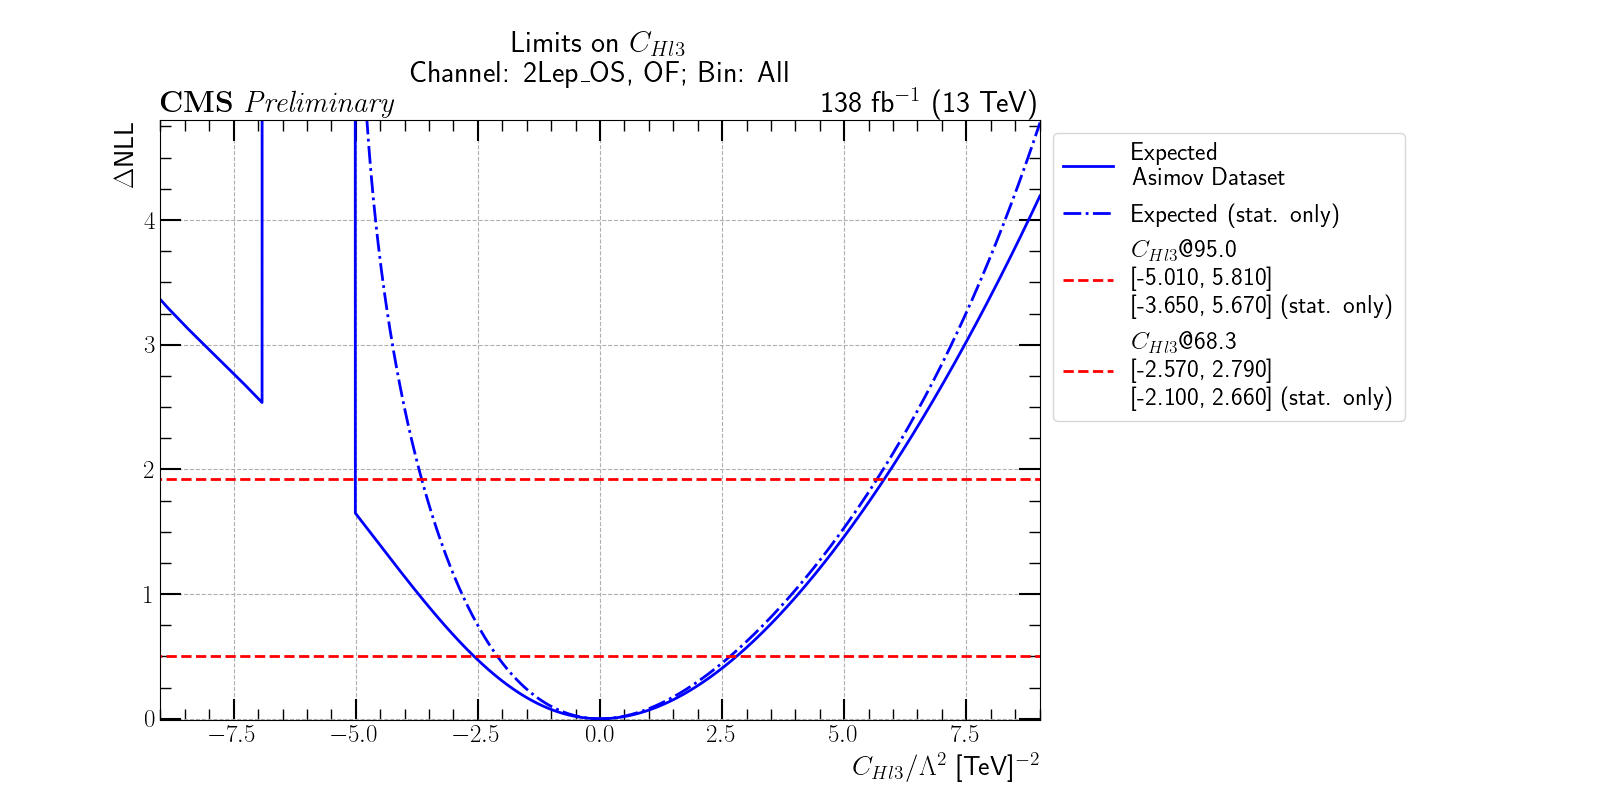 Limits on C_{Hl3}
Channel: 2Lep_OS, OF; Bin: All
CMS Preliminary
138 fb^{-1} (13 TeV)
ΔNLL
4
3
2
1
0
−7.5 −5.0 −2.5 0.0 2.5 5.0 7.5
C_{Hl3}/Λ^2 [TeV]^{-2}
Expected
Asimov Dataset
Expected (stat. only)
C_{Hl3}@95.0
[-5.010, 5.810]
[-3.650, 5.670] (stat. only)
C_{Hl3}@68.3
[-2.570, 2.790]
[-2.100, 2.660] (stat. only)